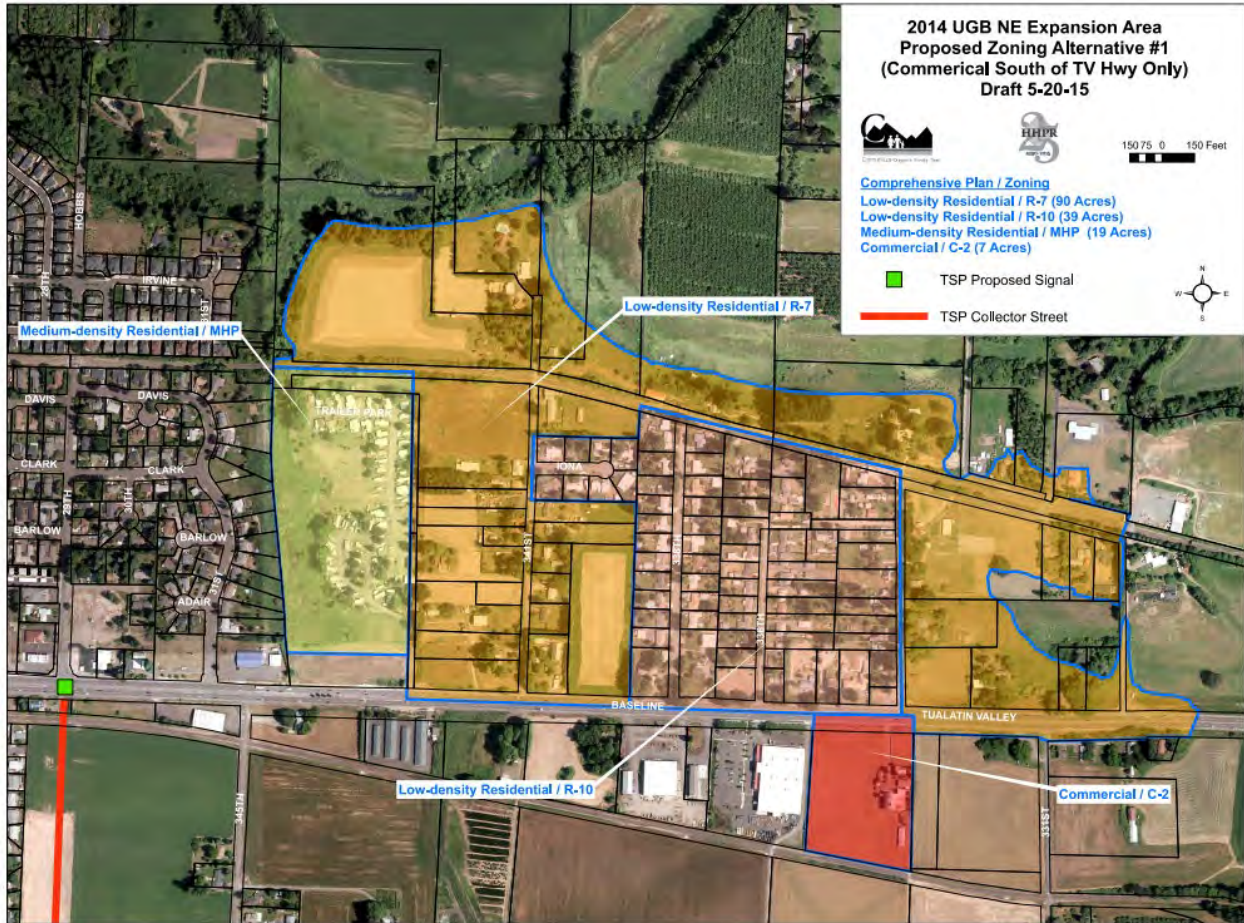 2014 UGB NE Expansion Area
Proposed Zoning Alternative #1
(Commerical South of TV Hwy Only)
Draft 5-20-15
HHPR
150 75 0 150 Feet
Comprehensive Plan / Zoning
Low-density Residential / R-7 (90 Acres)
Low-density Residential / R-10 (39 Acres)
Medium-density Residential / MHP (19 Acres)
Commercial / C-2 (7 Acres)
TSP Proposed Signal
TSP Collector Street
N
W E
S
HOBBS
28TH
IRVINE
31ST
Low-density Residential / R-7
Medium-density Residential / MHP
DAVIS
DAVIS
TRAILER PARK
CLARK
CLARK
IONA
29TH
30TH
BARLOW
BARLOW
341ST
338TH
336TH
31ST
ADAIR
BASELINE
TUALATIN VALLEY
345TH
Low-density Residential / R-10
Commercial / C-2
331ST